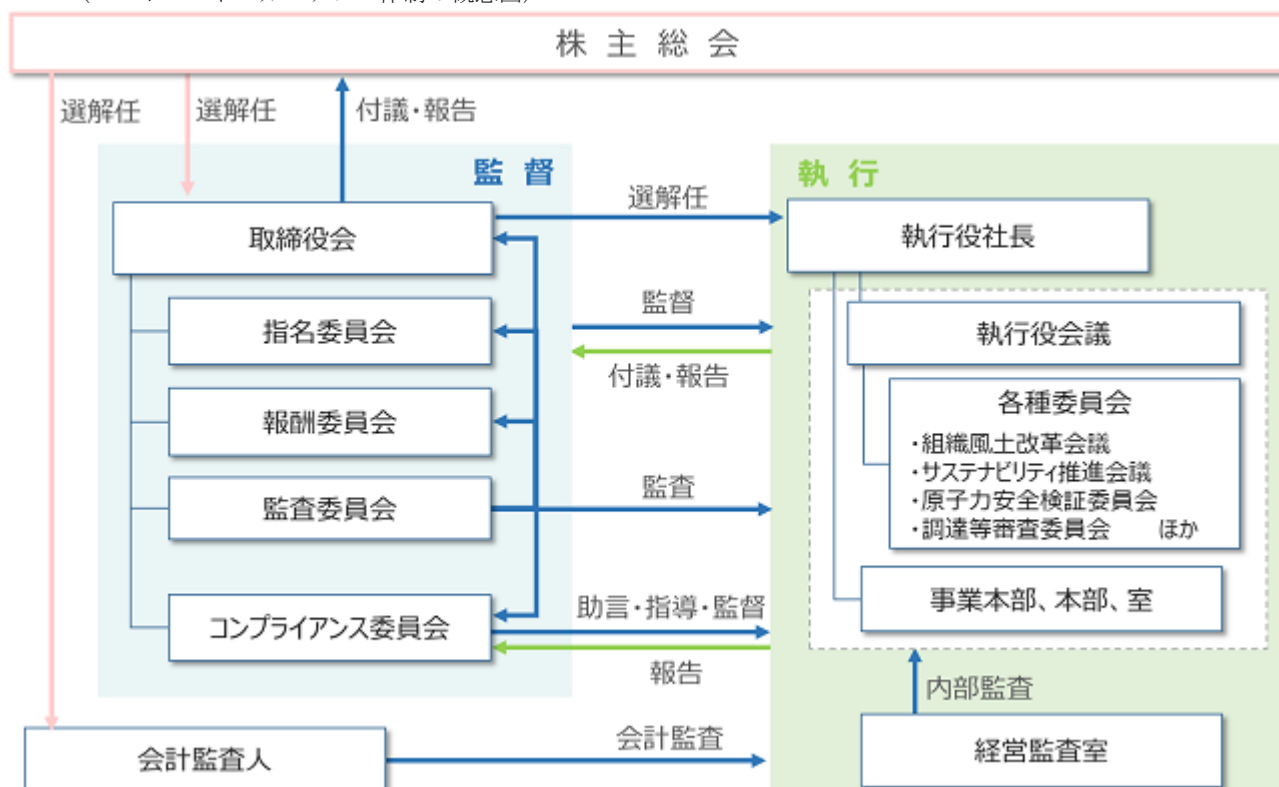 株主総会
選解任
選解任
付議・報告
監督
執行
取締役会
選解任
執行役社長
指名委員会
監督
付議・報告
執行役会議
報酬委員会
各種委員会
・組織風土改革会議
・サステナビリティ推進会議
・原子力安全検証委員会
・調達等審査委員会 ほか
監査委員会
監査
コンプライアンス委員会
助言・指導・監督
報告
事業本部、本部、室
内部監査
会計監査人
会計監査
経営監査室